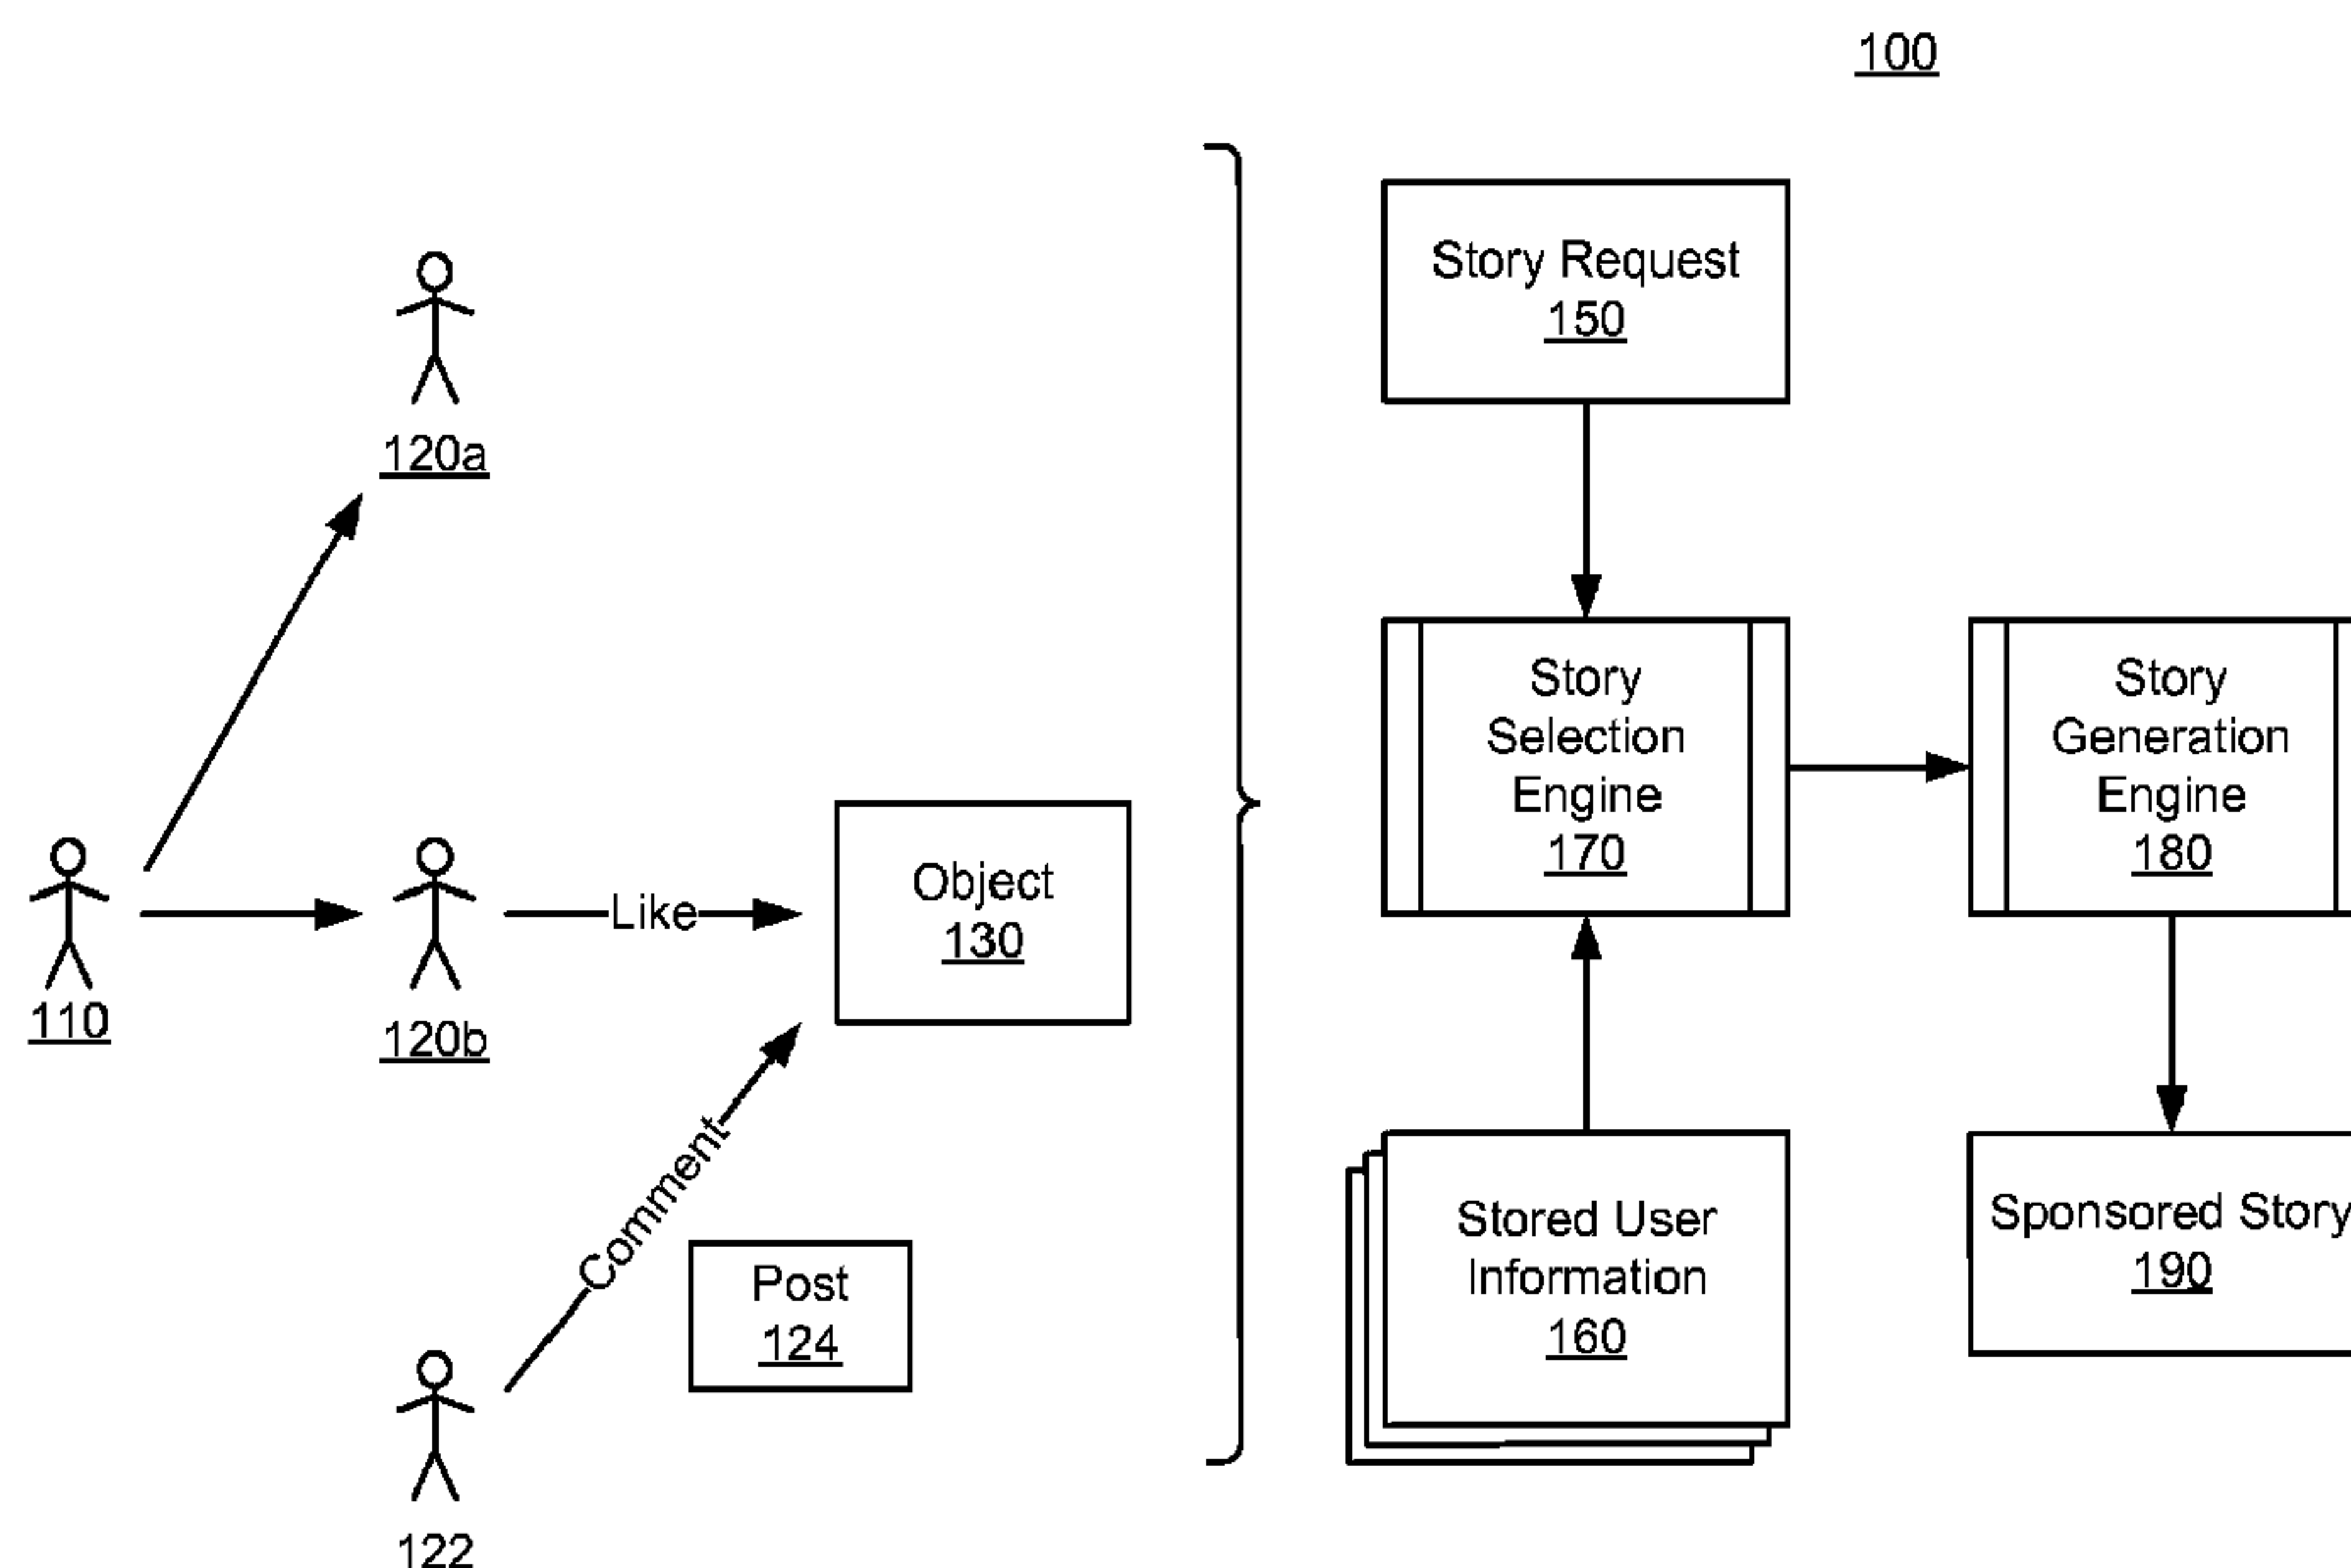 100
Story Request
150
120a
Story
Selection
Engine
170
Story
Generation
Engine
180
Like
Object
130
110
120b
Comment
Post
124
Stored User
Information
160
Sponsored Story
190
122